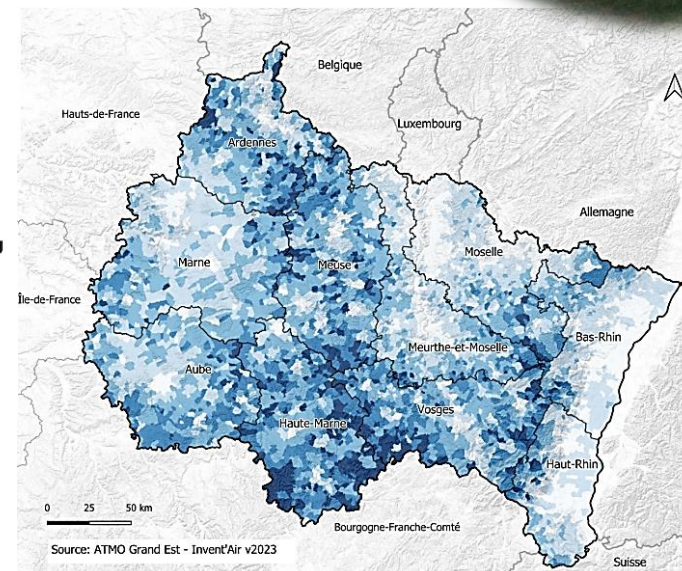 Belgique
Hauts-de-France
Luxembourg
Ardennes
Allemagne
Moselle
Marne
Meuse
Île-de-France
Bas-Rhin
Meurthe-et-Moselle
Aube
Vosges
Haute-Marne
Haut-Rhin
0 25 50 km
Bourgogne-Franche-Comté
Source: ATMO Grand Est - Invent'Air v2023
Suisse